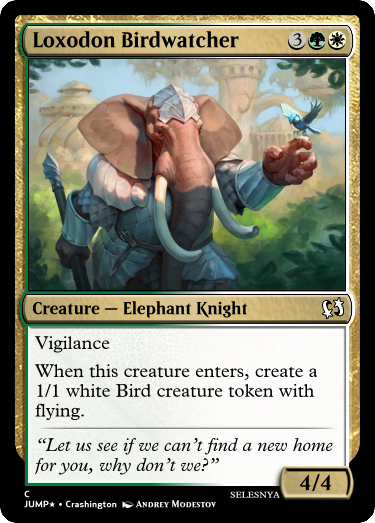 Loxodon Birdwatcher 3
Creature — Elephant Knight
Vigilance
When this creature enters, create a
1/1 white Bird creature token with
flying.
“Let us see if we can’t find a new home
for you, why don’t we?”
4/4
C
SELESNYA
JUMP★ • Crashington Andrey Modestov